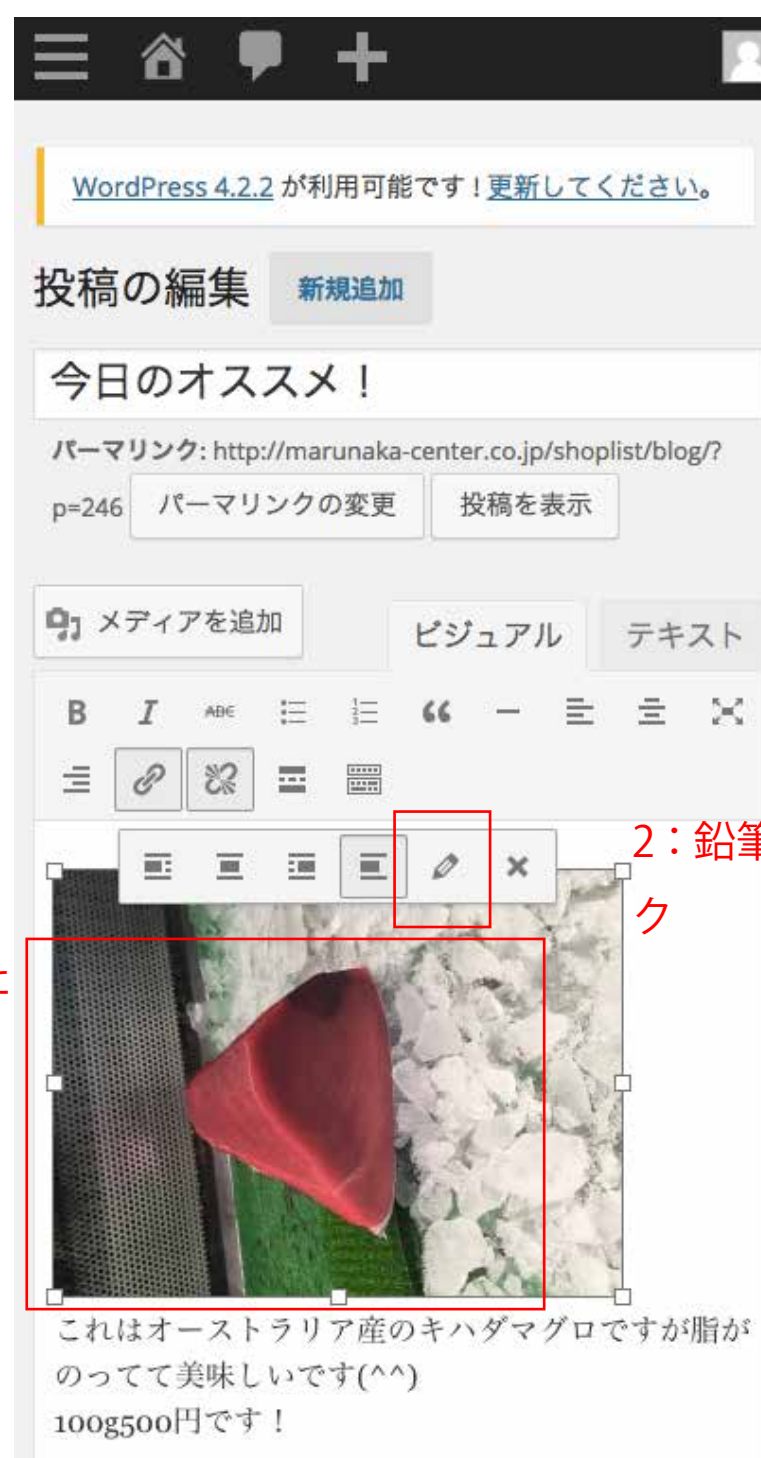 WordPress 4.2.2 が利用可能です ! 更新してください。
投稿の編集 新規追加
今日のオススメ！
パーマリンク: http://marunaka-center.co.jp/shoplist/blog/?
p=246 パーマリンクの変更 投稿を表示
メディアを追加 ビジュアル テキスト
B I ABC
2：鉛筆
ク
これはオーストラリア産のキハダマグロですが脂が
のってて美味しいです(^^)
100g500円です！